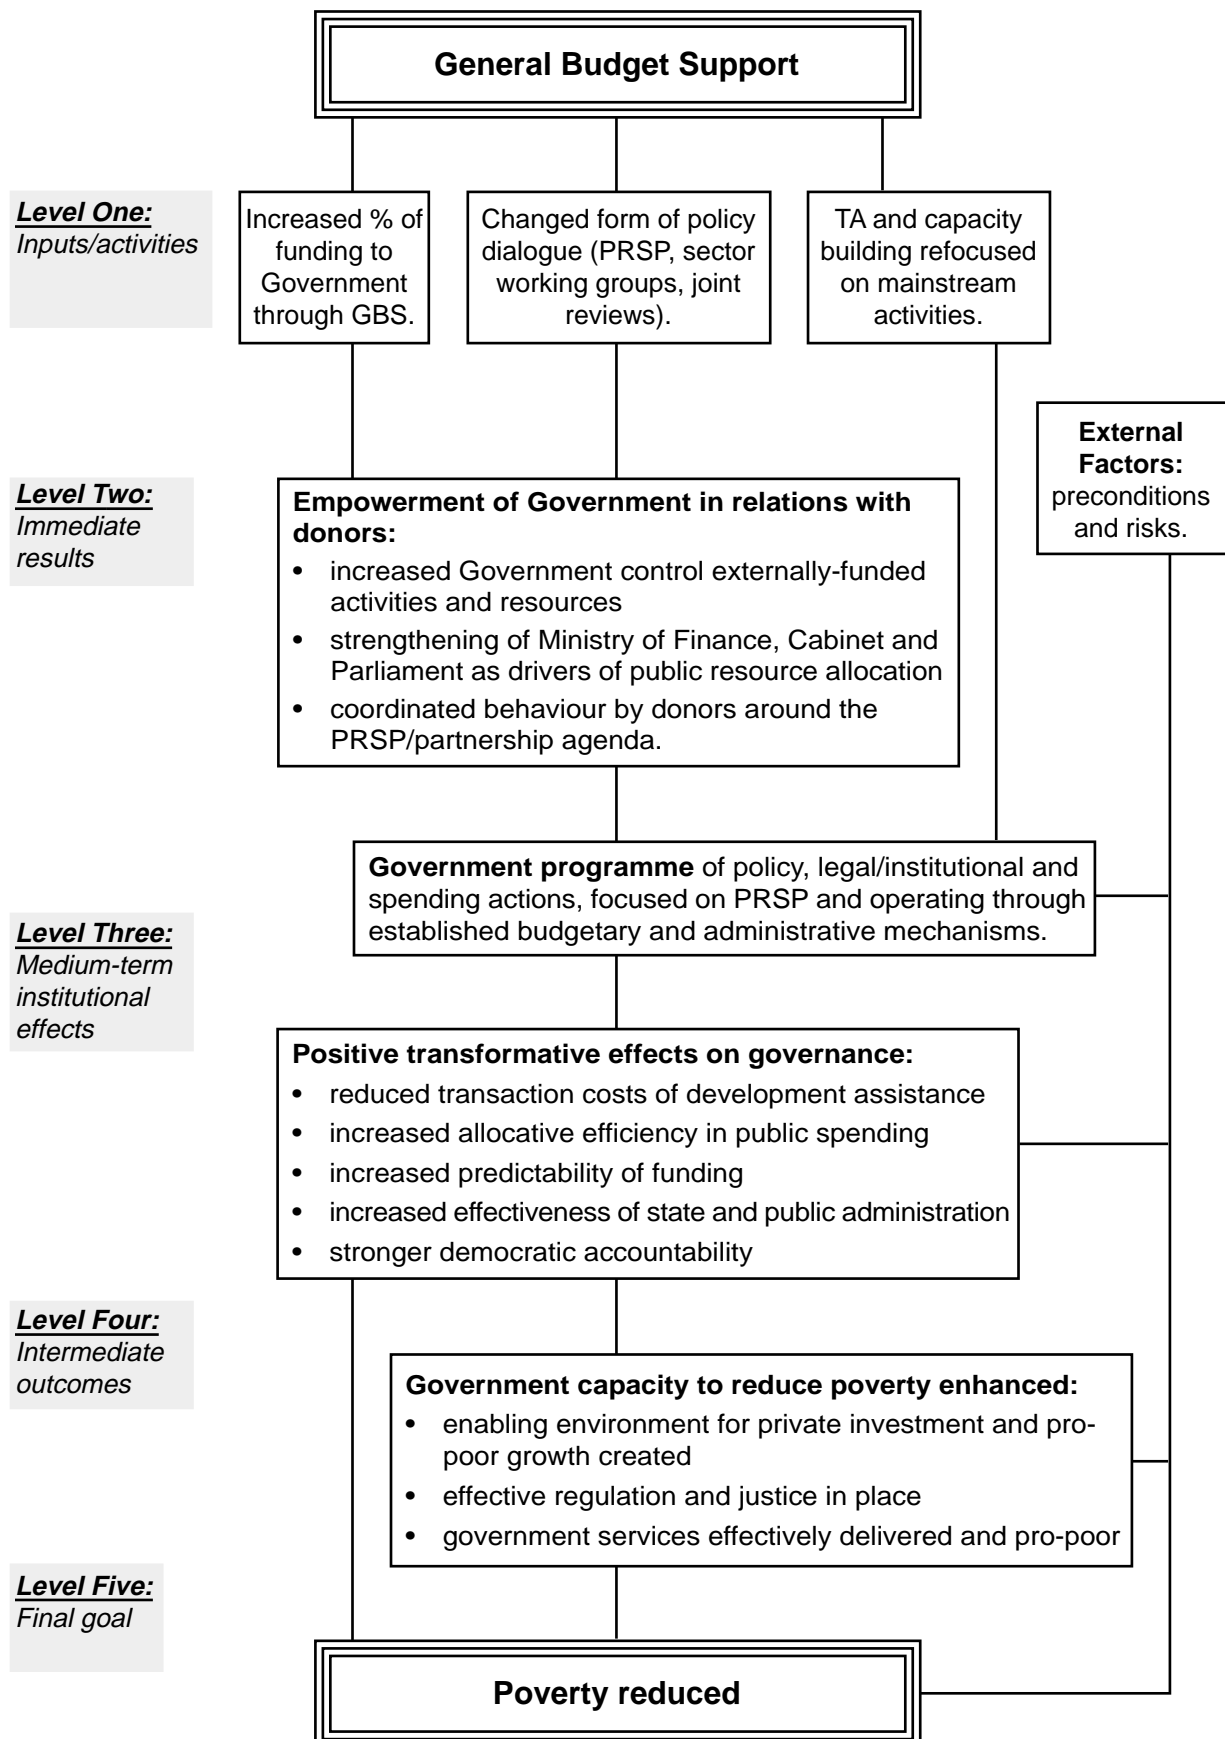 General Budget Support
Level One:
Inputs/activities
Increased % of
funding to
Government
through GBS.
Changed form of policy
dialogue (PRSP, sector
working groups, joint
reviews).
TA and capacity
building refocused
on mainstream
activities.
External
Factors:
preconditions
and risks.
Level Two:
Immediate
results
Empowerment of Government in relations with
donors:
• increased Government control externally-funded
activities and resources
• strengthening of Ministry of Finance, Cabinet and
Parliament as drivers of public resource allocation
• coordinated behaviour by donors around the
PRSP/partnership agenda.
Government programme of policy, legal/institutional and
spending actions, focused on PRSP and operating through
established budgetary and administrative mechanisms.
Level Three:
Medium-term
institutional
effects
Positive transformative effects on governance:
• reduced transaction costs of development assistance
• increased allocative efficiency in public spending
• increased predictability of funding
• increased effectiveness of state and public administration
• stronger democratic accountability
Level Four:
Intermediate
outcomes
Government capacity to reduce poverty enhanced:
• enabling environment for private investment and pro-
poor growth created
• effective regulation and justice in place
• government services effectively delivered and pro-poor
Level Five:
Final goal
Poverty reduced